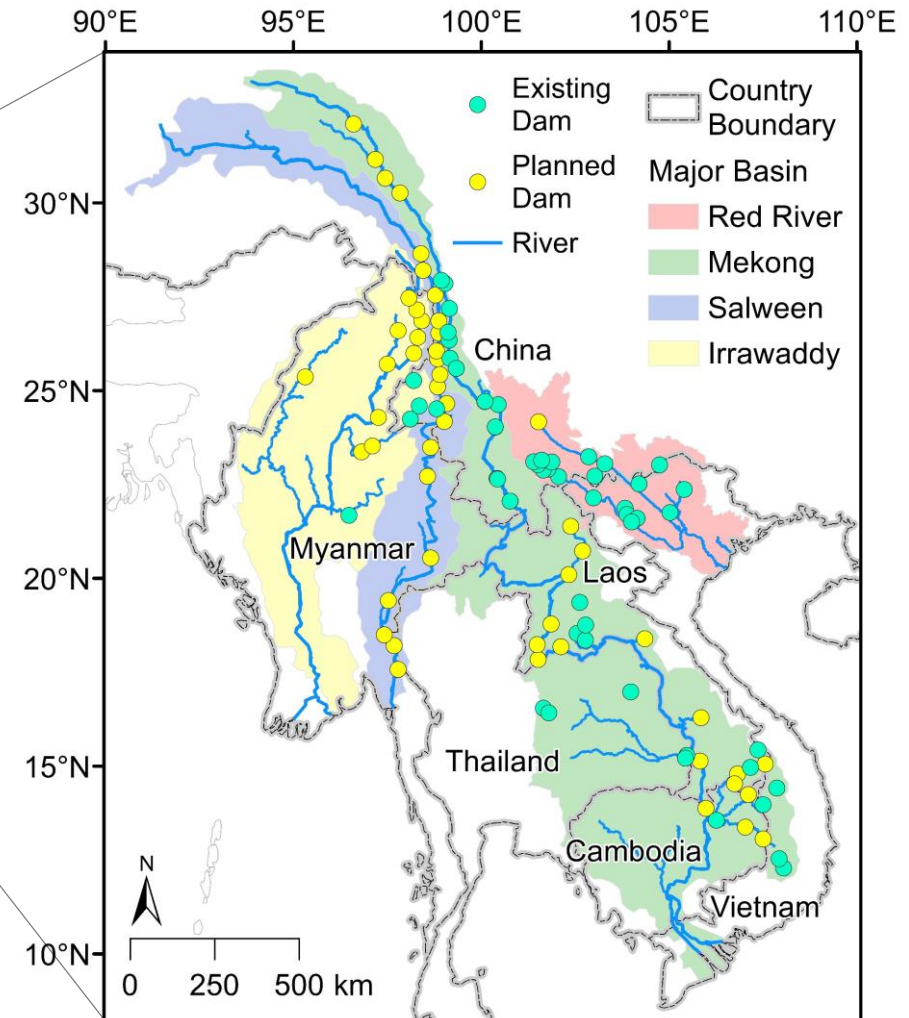 90°E 95°E 100°E 105°E 110°E
Existing
Dam
Planned
Dam
River
Country
Boundary
Major Basin
Red River
Mekong
Salween
Irrawaddy
30°N
25°N
20°N
15°N
10°N
China
Myanmar
Laos
Thailand
Cambodia
Vietnam
N
0 250 500 km